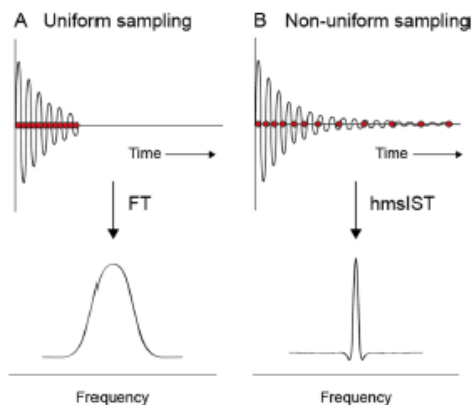 A Uniform sampling
B Non-uniform sampling
Time
Time
FT
hmsIST
Frequency
Frequency